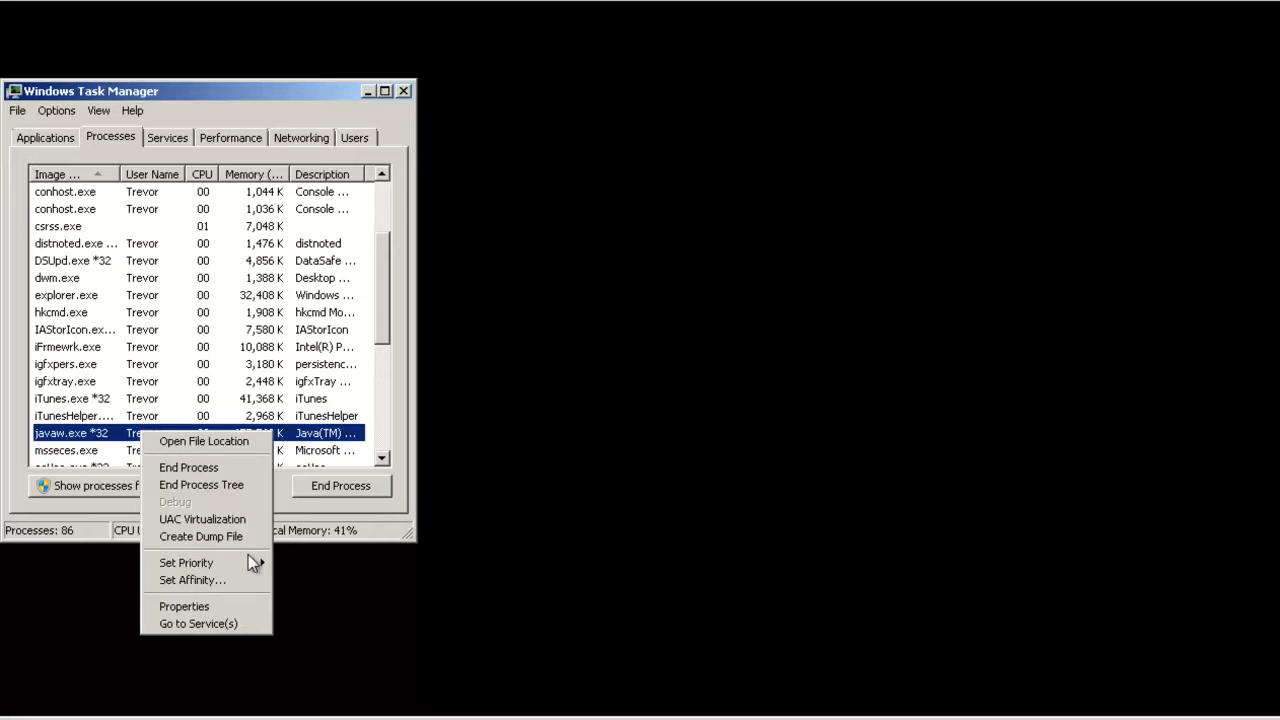 Windows Task Manager
File Options View Help
Applications Processes Services Performance Networking Users
Image ... User Name CPU Memory (... Description
conhost.exe Trevor 00 1,044 K Console ...
conhost.exe Trevor 00 1,036 K Console ...
csrss.exe 01 7,048 K
distnoted.exe ... Trevor 00 1,476 K distnoted
DSUpd.exe *32 Trevor 00 4,856 K DataSafe ...
dwm.exe Trevor 00 1,388 K Desktop ...
explorer.exe Trevor 00 32,408 K Windows ...
hkcmd.exe Trevor 00 1,908 K hkcmd Mo...
IAStorIcon.ex... Trevor 00 7,580 K IAStorIcon
iFrmewrk.exe Trevor 00 10,088 K Intel(R) P...
igfxpers.exe Trevor 00 3,180 K persistenc...
igfxtray.exe Trevor 00 2,448 K igfxTray ...
iTunes.exe *32 Trevor 00 41,368 K iTunes
iTunesHelper.... Trevor 00 2,968 K iTunesHelper
javaw.exe *32 Tre Java(TM) ...
msseces.exe Microsoft ...
Show processes f End Process
Processes: 86 CPU U cal Memory: 41%
Open File Location
End Process
End Process Tree
Debug
UAC Virtualization
Create Dump File
Set Priority
Set Affinity...
Properties
Go to Service(s)